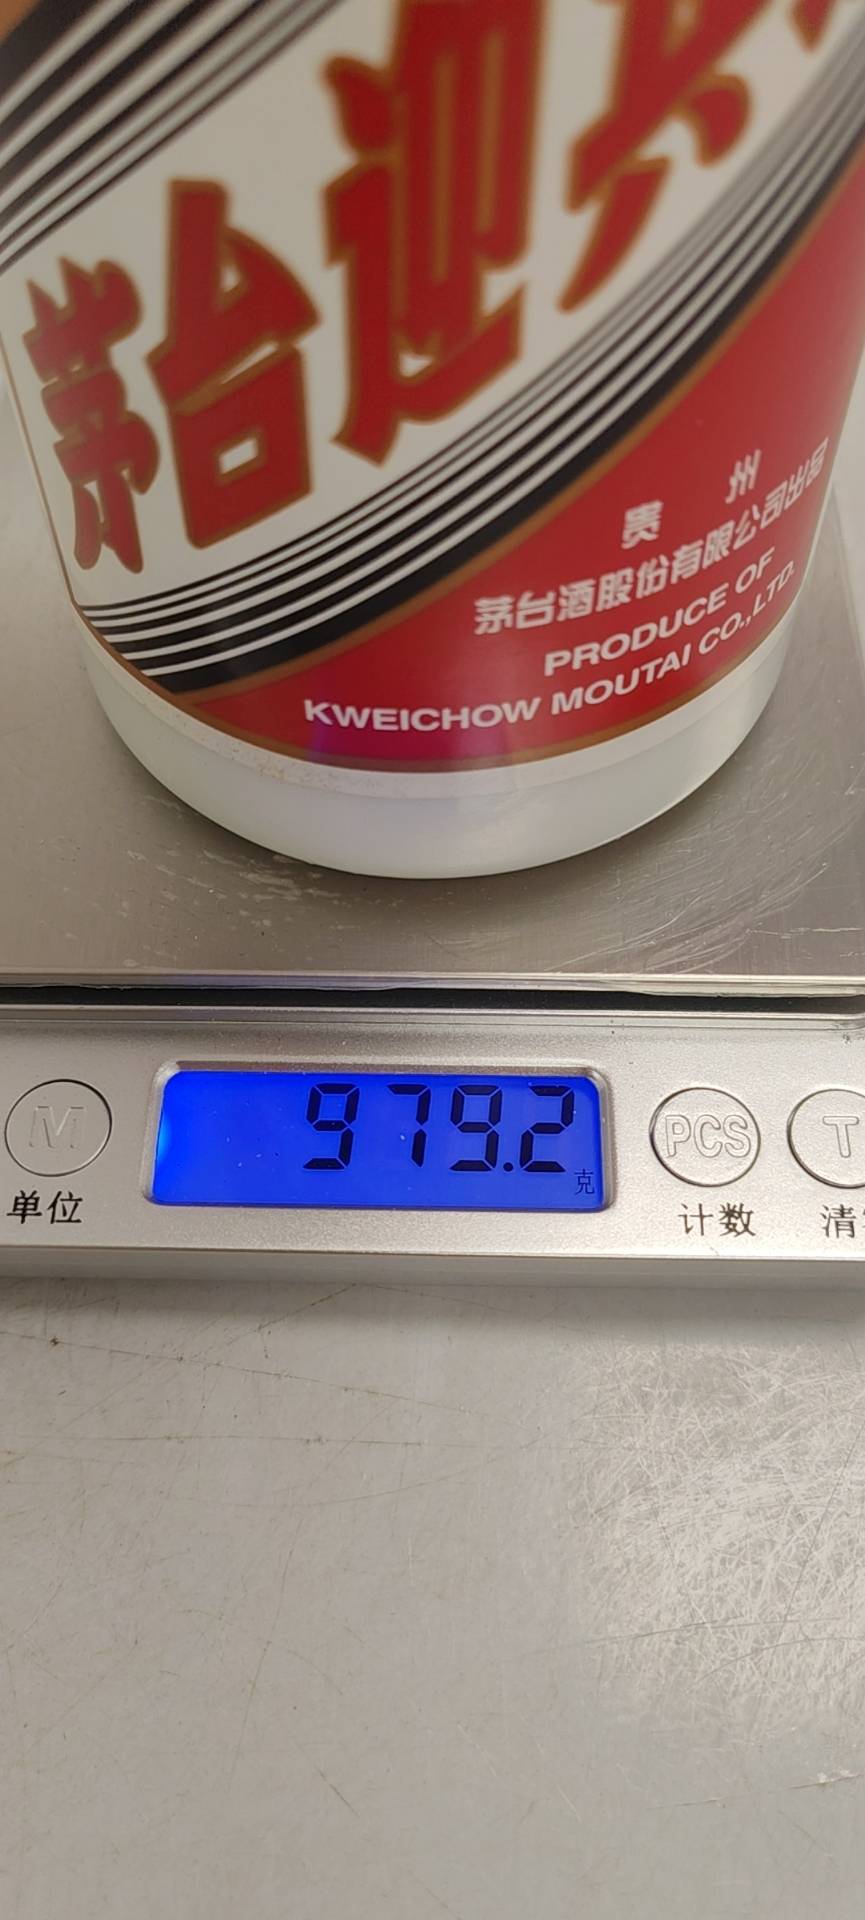 茅台迎宾
贵 州
茅台酒股份有限公司出品
PRODUCE OF
KWEICHOW MOUTAI CO.,LTD.
979.2
克
M
单位
PCS
计数
T
清